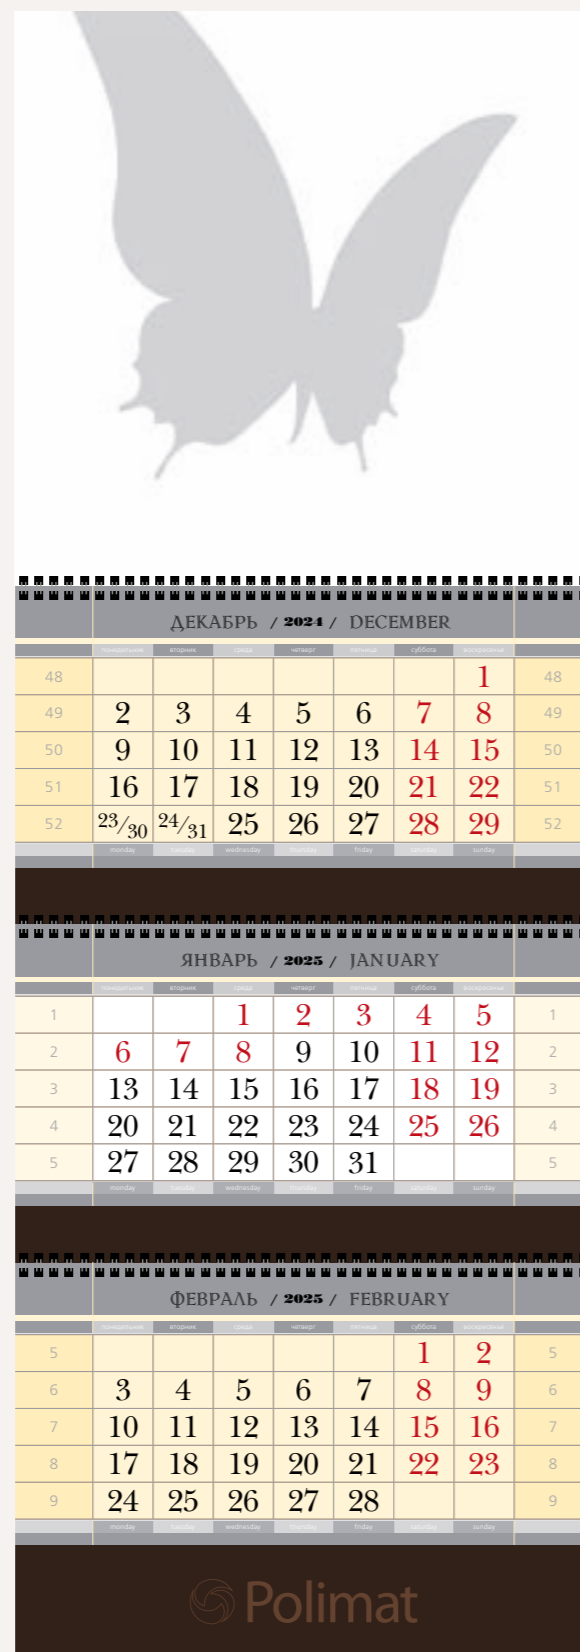 ДЕКАБРЬ / 2024 / DECEMBER
понедельник вторник среда четверг пятница суббота воскресенье
48 1 48
49 2 3 4 5 6 7 8 49
50 9 10 11 12 13 14 15 50
51 16 17 18 19 20 21 22 51
52 23/30 24/31 25 26 27 28 29 52
monday tuesday wednesday thursday friday saturday sunday
ЯНВАРЬ / 2025 / JANUARY
понедельник вторник среда четверг пятница суббота воскресенье
1 1 2 3 4 5 1
2 6 7 8 9 10 11 12 2
3 13 14 15 16 17 18 19 3
4 20 21 22 23 24 25 26 4
5 27 28 29 30 31 5
monday tuesday wednesday thursday friday saturday sunday
ФЕВРАЛЬ / 2025 / FEBRUARY
понедельник вторник среда четверг пятница суббота воскресенье
5 1 2 5
6 3 4 5 6 7 8 9 6
7 10 11 12 13 14 15 16 7
8 17 18 19 20 21 22 23 8
9 24 25 26 27 28 9
monday tuesday wednesday thursday friday saturday sunday
Polimat